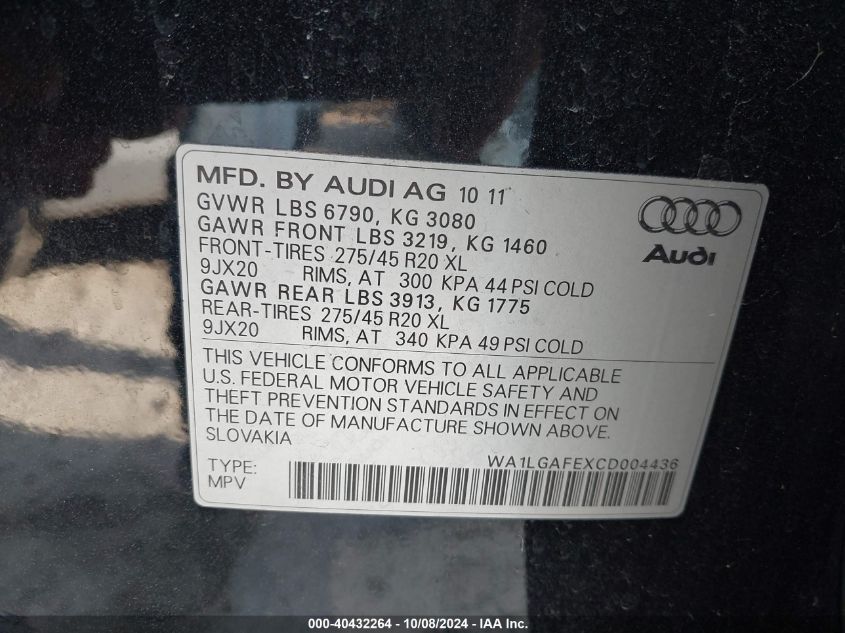 MFD. BY AUDI AG 10 11
GVWR LBS 6790, KG 3080
GAWR FRONT LBS 3219, KG 1460
FRONT-TIRES 275/45 R20 XL
9JX20 RIMS, AT 300 KPA 44 PSI COLD
GAWR REAR LBS 3913, KG 1775
REAR-TIRES 275/45 R20 XL
9JX20 RIMS, AT 340 KPA 49 PSI COLD
Audi
THIS VEHICLE CONFORMS TO ALL APPLICABLE
U.S. FEDERAL MOTOR VEHICLE SAFETY AND
THEFT PREVENTION STANDARDS IN EFFECT ON
THE DATE OF MANUFACTURE SHOWN ABOVE.
SLOVAKIA
WA1LGAFEXCD004436
TYPE:
MPV
000-40432264 - 10/08/2024 - IAA Inc.